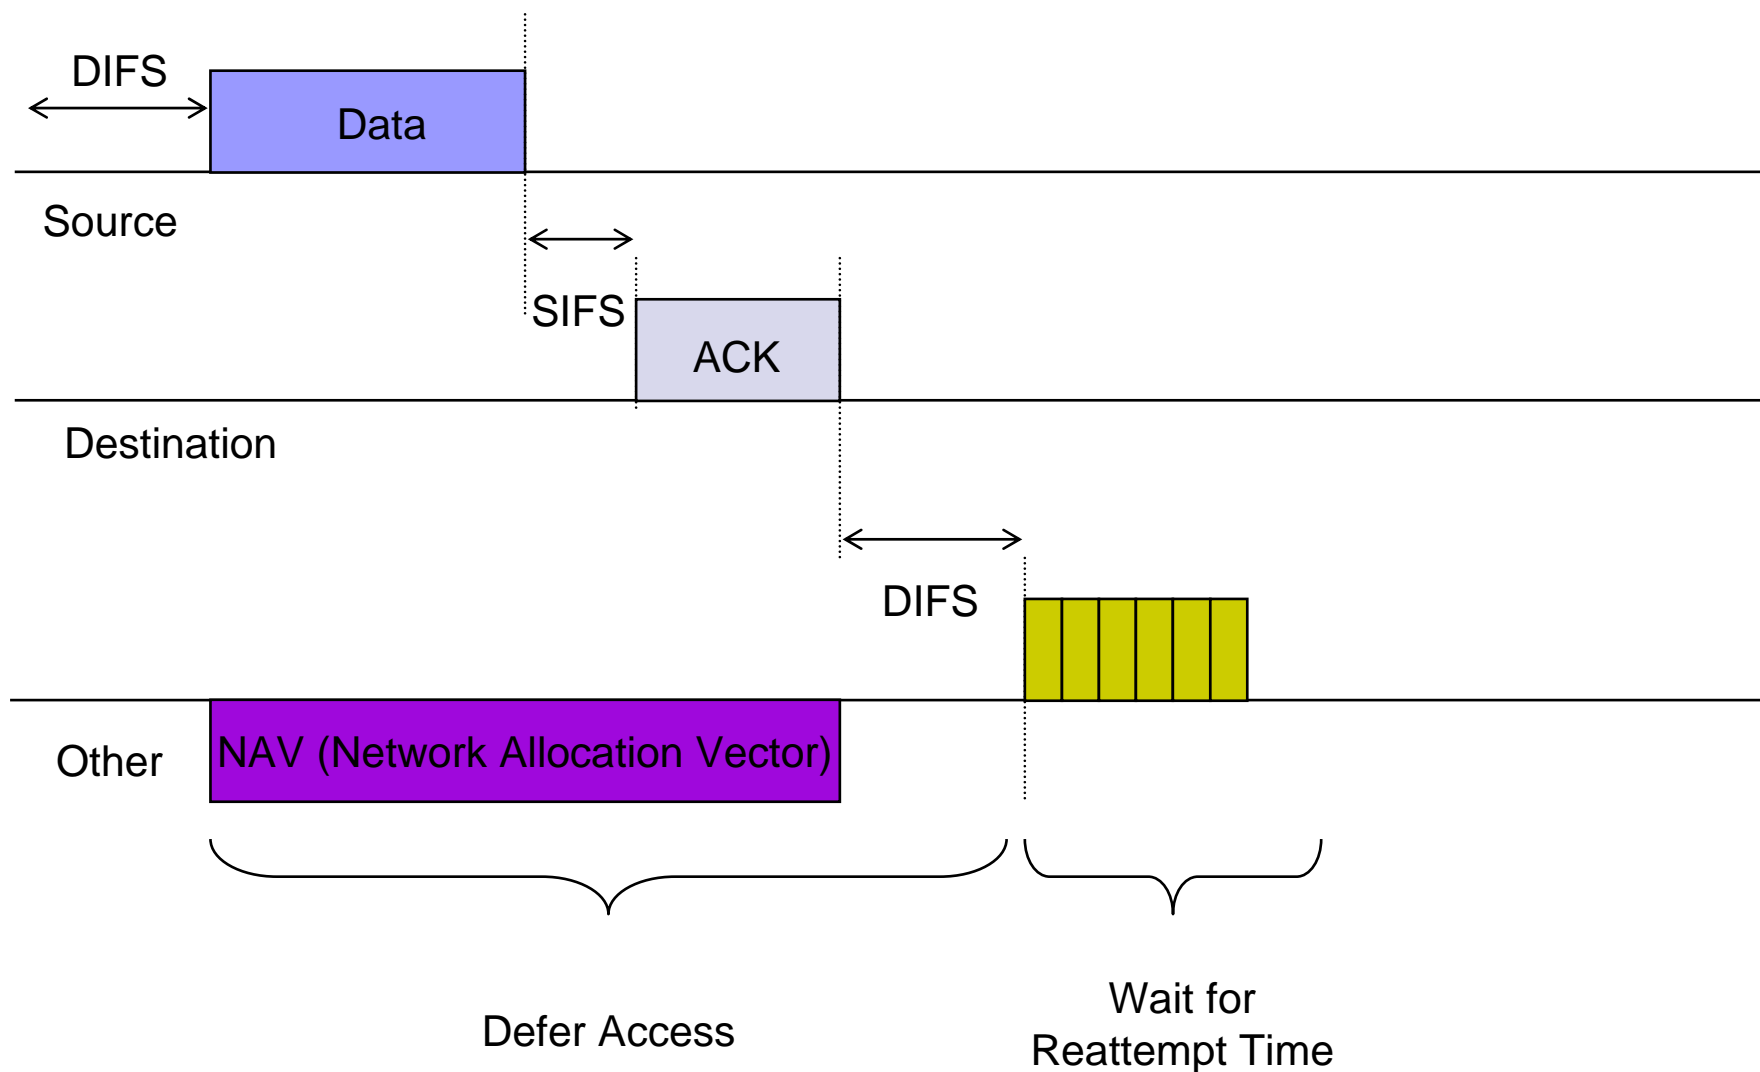 DIFS
Data
Source
SIFS
ACK
Destination
DIFS
Other
NAV (Network Allocation Vector)
Defer Access
Wait for
Reattempt Time